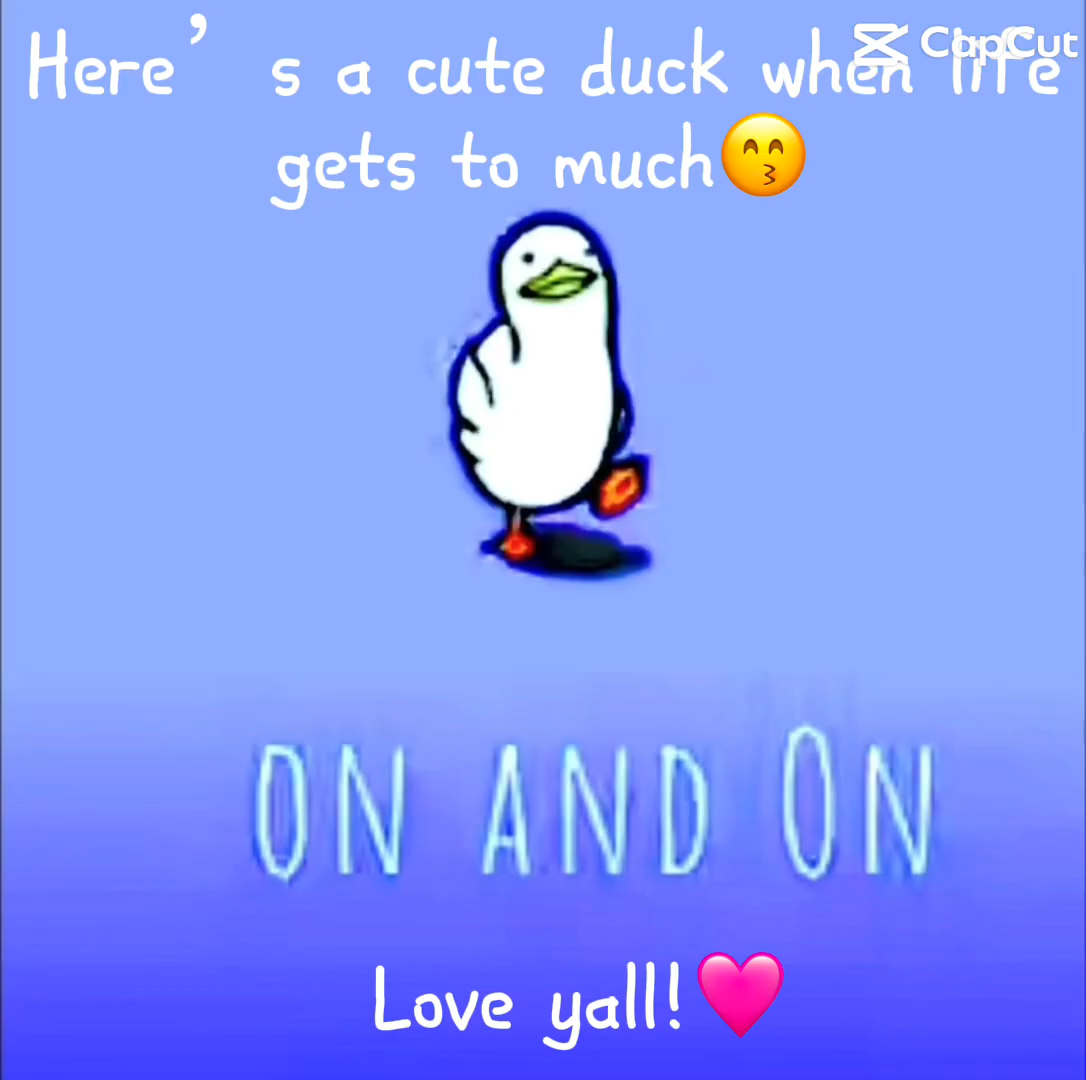 Here’s a cute duck when life
CapCut
gets to much😙
ON AND ON
Love yall!🩷